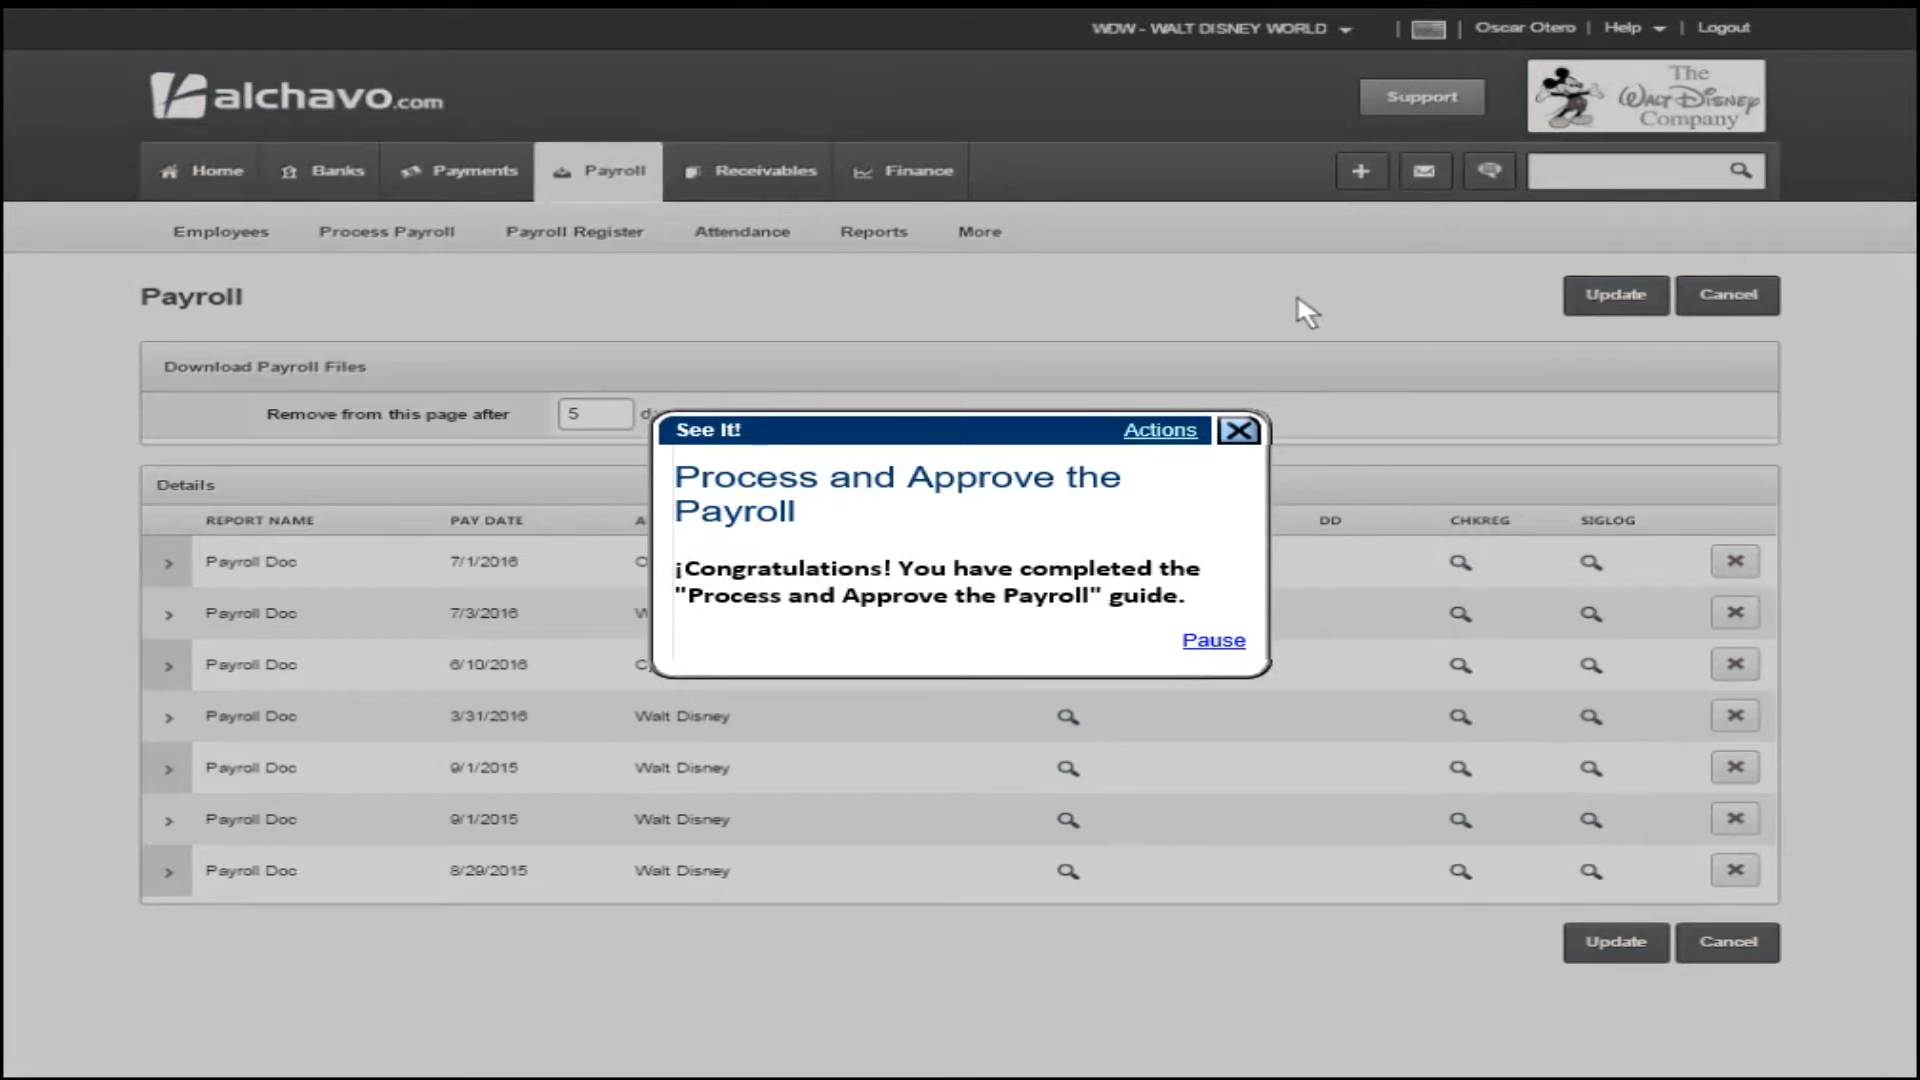 WDW - WALT DISNEY WORLD | | Oscar Otero | Help | Logout
alchavo.com
Support
The
Walt Disney
Company
Home Banks Payments Payroll Receivables Finance
Employees Process Payroll Payroll Register Attendance Reports More
Payroll
Update Cancel
Download Payroll Files
Remove from this page after 5
See It! Actions
Process and Approve the
Payroll
¡Congratulations! You have completed the
"Process and Approve the Payroll" guide.
Pause
Details
REPORT NAME PAY DATE DD CHKREG SIGLOG
Payroll Doc 7/1/2016
Payroll Doc 7/3/2016
Payroll Doc 6/10/2016
Payroll Doc 3/31/2016 Walt Disney
Payroll Doc 9/1/2015 Walt Disney
Payroll Doc 9/1/2015 Walt Disney
Payroll Doc 8/29/2015 Walt Disney
Update Cancel